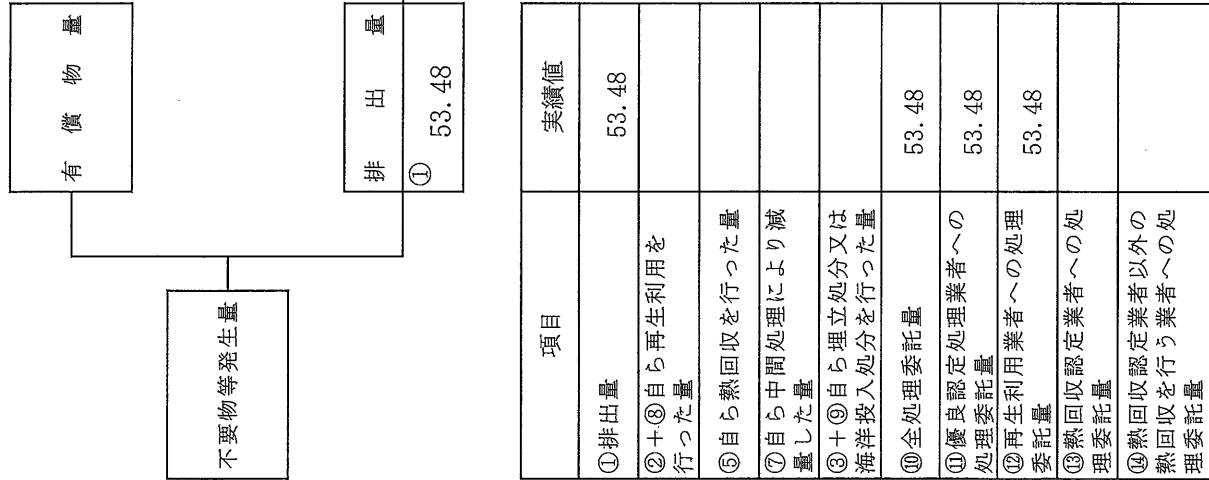 有償物量
不要物等発生量
排出量
① 53.48
項目 実績値
①排出量 53.48
②+⑧自ら再生利用を
行った量
⑤自ら熱回収を行った量
⑦自ら中間処理により減
量した量
③+⑨自ら埋立処分又は
海洋投入処分を行った量
⑩全処理委託量 53.48
⑪優良認定処理業者への
処理委託量 53.48
⑫再生利用業者への処理
委託量 53.48
⑬熱回収認定業者への処
理委託量
⑭熱回収認定業者以外の
熱回収を行う業者への処
理委託量